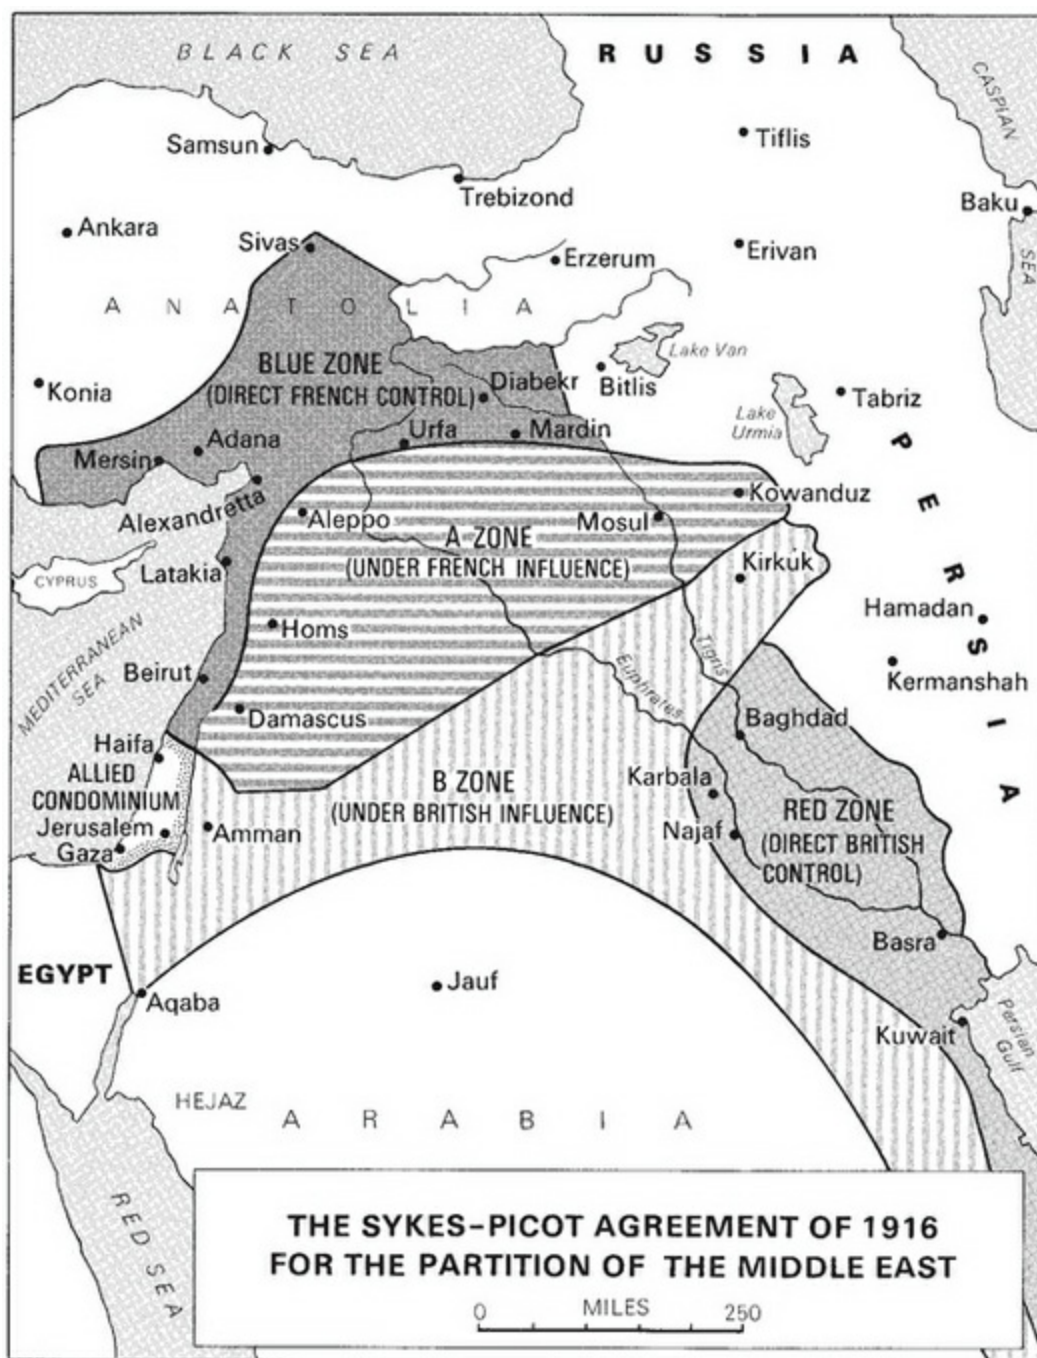 BLACK SEA
RUSSIA
CASPIAN
SEA
Samsun
Tiflis
Trebizond
Baku
Ankara
Sivas
Erzerum
Erivan
ANATOLIA
BLUE ZONE
(DIRECT FRENCH CONTROL)
Lake Van
Diabekr
Bitlis
Konia
Lake
Urmia
Tabriz
Adana
Urfa
Mardin
Mersin
PERSIA
Alexandretta
Aleppo
Mosul
Kowanduz
A ZONE
(UNDER FRENCH INFLUENCE)
CYPRUS
Latakia
Kirkuk
Hamadan
Homs
MEDITERRANEAN
SEA
Beirut
Euphrates
Tigris
Kermanshah
Damascus
Baghdad
Haifa
ALLIED
CONDOMINIUM
Jerusalem
Gaza
Amman
B ZONE
(UNDER BRITISH INFLUENCE)
Karbala
Najaf
RED ZONE
(DIRECT BRITISH
CONTROL)
Basra
EGYPT
Aqaba
Jauf
Kuwait
Persian
Gulf
HEJAZ
ARABIA
RED SEA
THE SYKES-PICOT AGREEMENT OF 1916
FOR THE PARTITION OF THE MIDDLE EAST
0 MILES 250